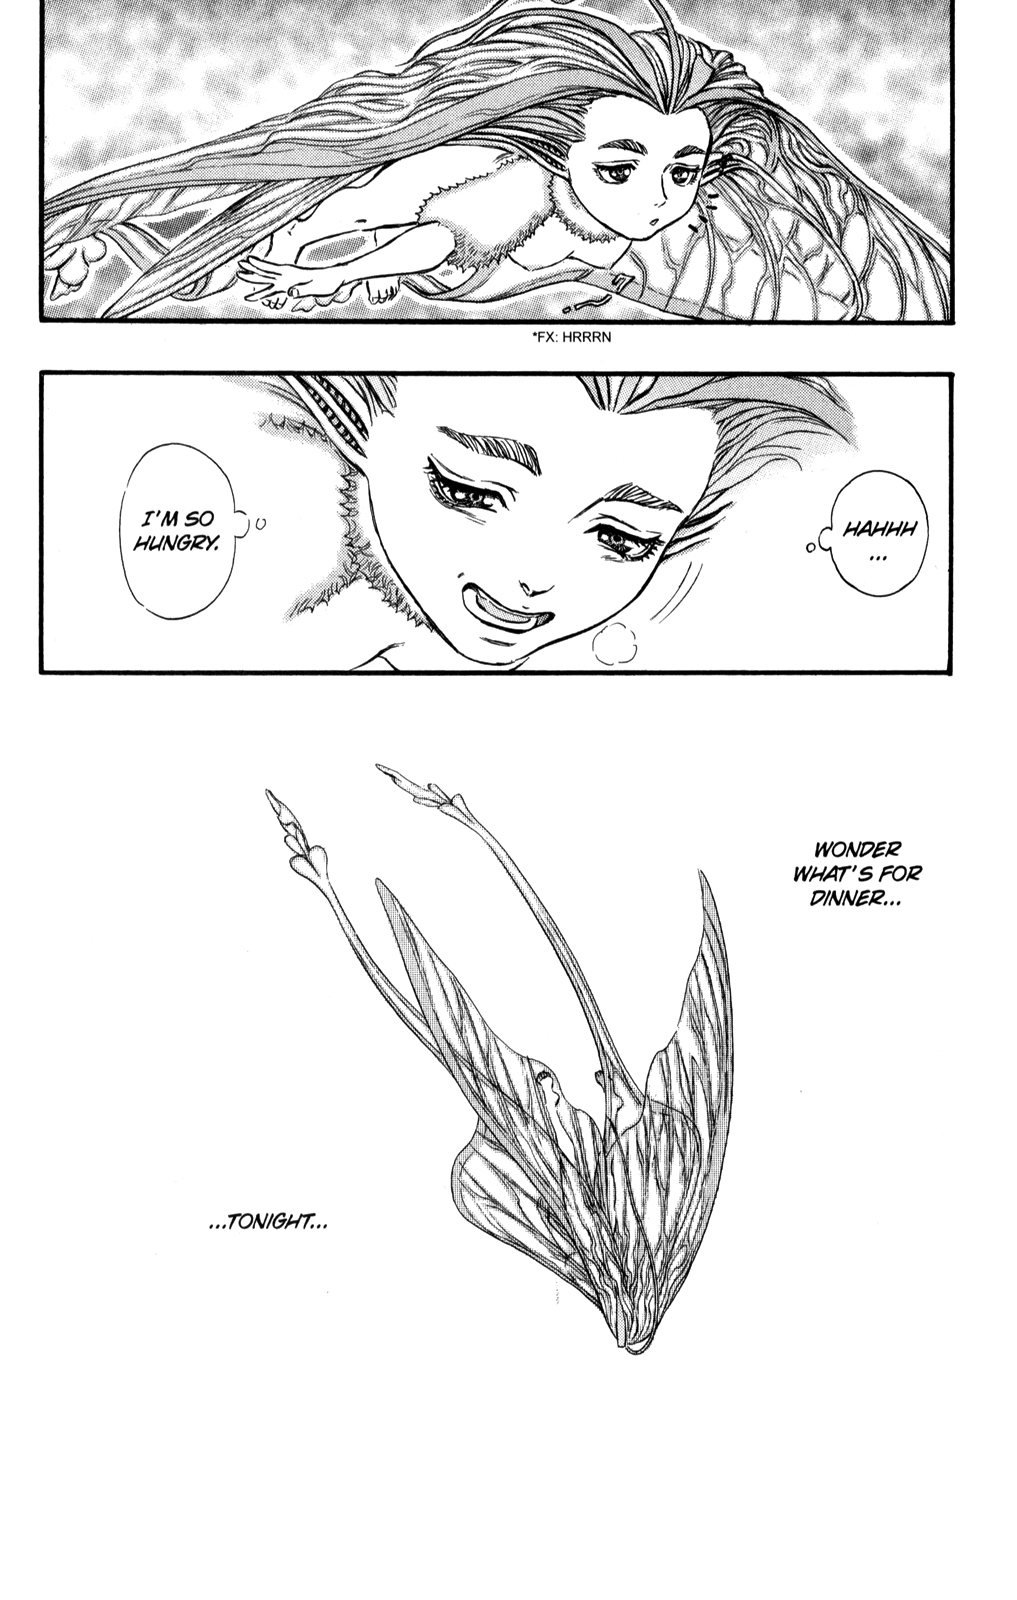 *FX: HRRRN
HAHHH
...
I'M SO
HUNGRY.
WONDER
WHAT'S FOR
DINNER...
...TONIGHT...